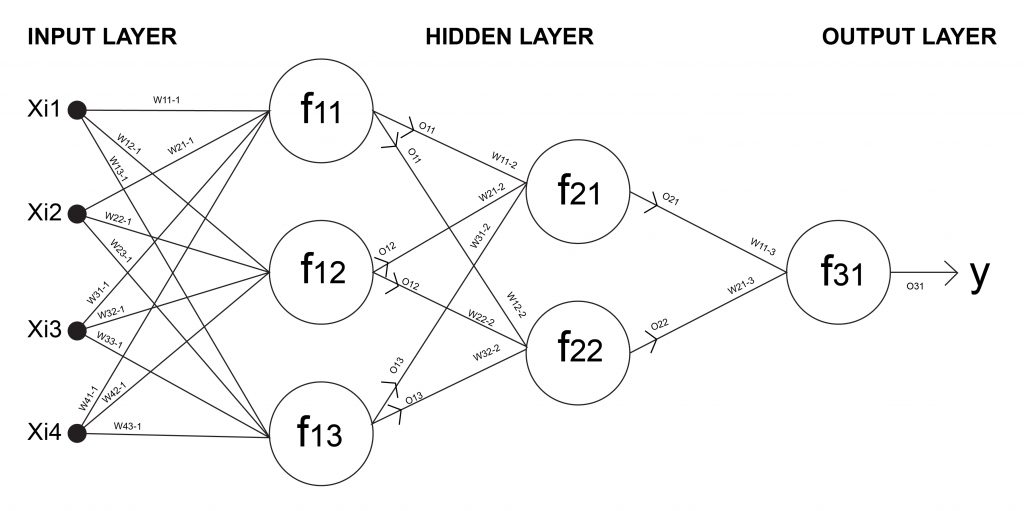 INPUT LAYER
HIDDEN LAYER
OUTPUT LAYER
Xi1
Xi2
Xi3
Xi4
W11-1
W12-1
W13-1
W21-1
W22-1
W23-1
W31-1
W32-1
W33-1
W41-1
W42-1
W43-1
f11
f12
f13
O11
O11
O12
O12
O13
O13
W11-2
W21-2
W31-2
W12-2
W22-2
W32-2
f21
f22
O21
O22
W11-3
W21-3
f31
O31
y